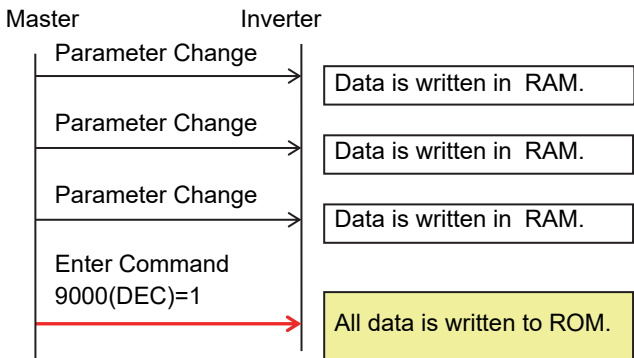 Master Inverter
Parameter Change
Data is written in RAM.
Parameter Change
Data is written in RAM.
Parameter Change
Data is written in RAM.
Enter Command
9000(DEC)=1
All data is written to ROM.